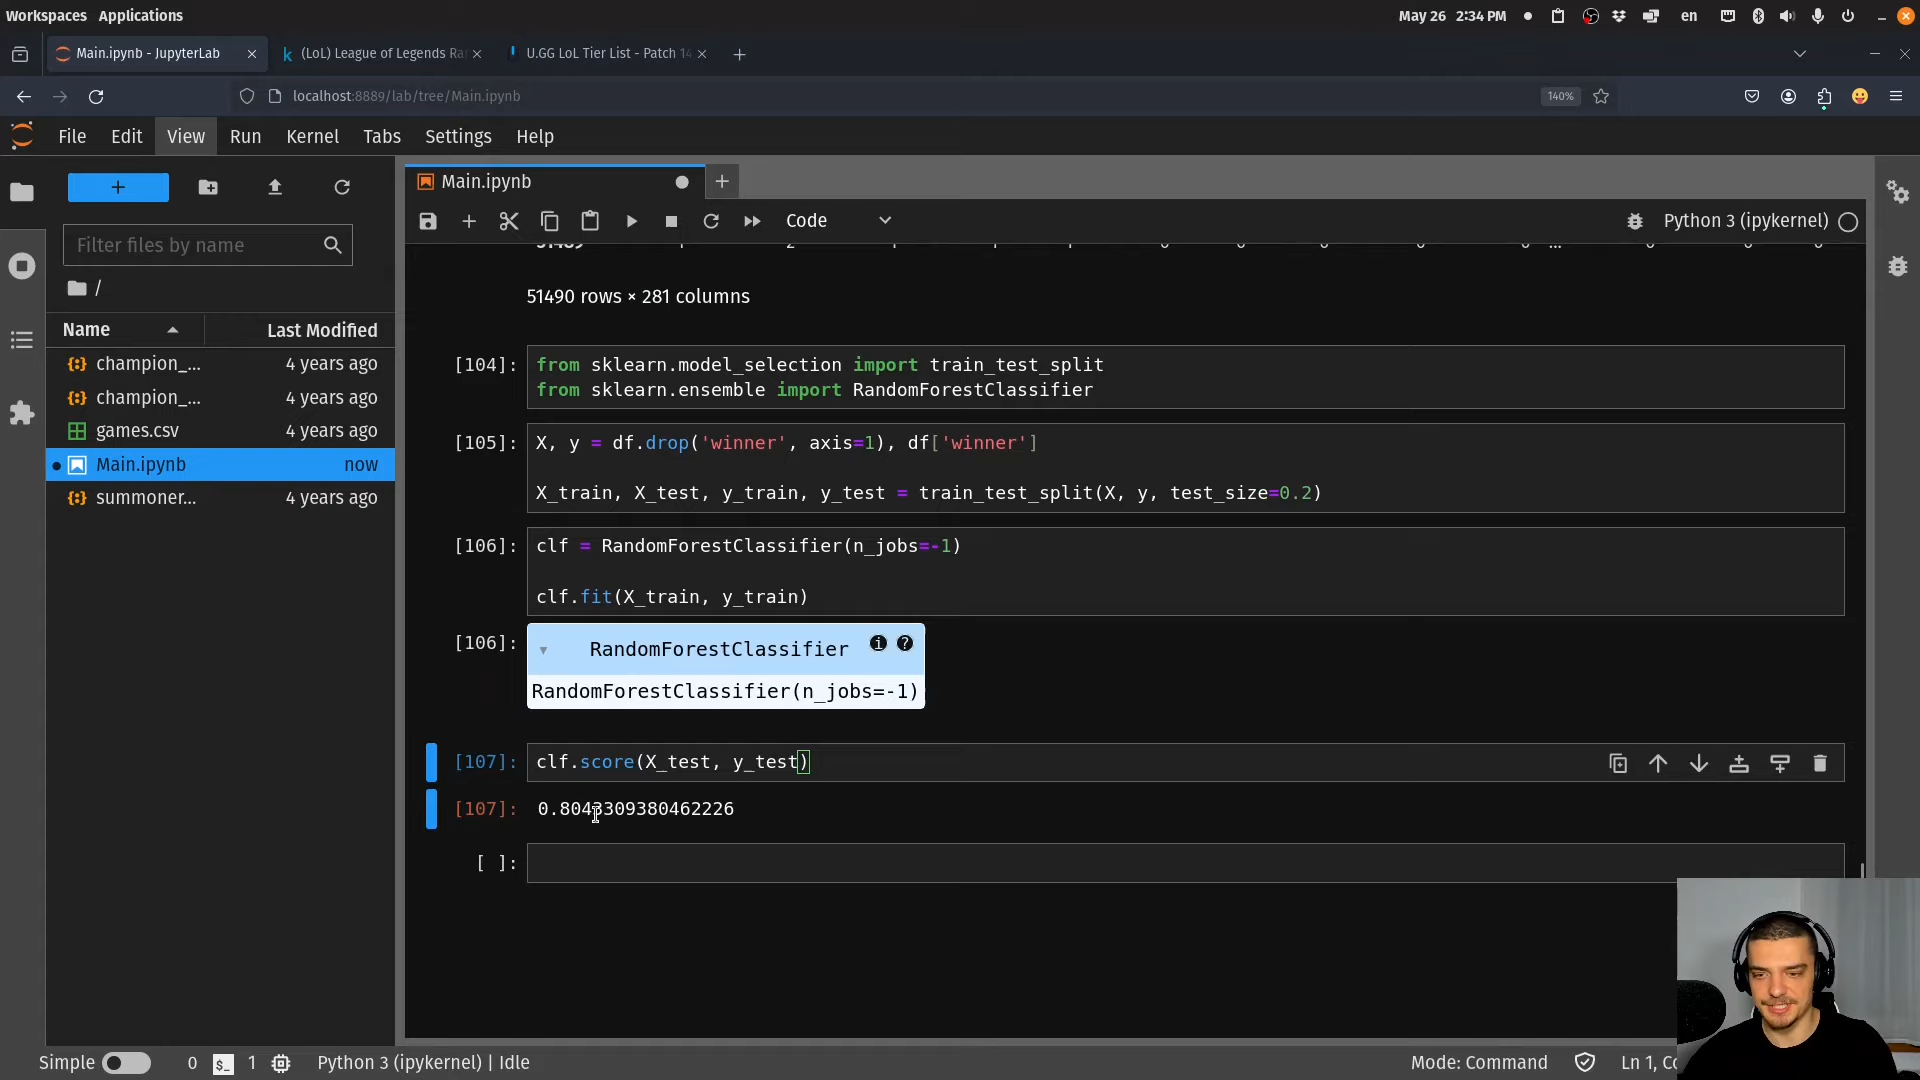 Workspaces Applications
May 26 2:34 PM en
Main.ipynb - JupyterLab
(LoL) League of Legends Ra
U.GG LoL Tier List - Patch 14
localhost:8889/lab/tree/Main.ipynb
140%
File Edit View Run Kernel Tabs Settings Help
Main.ipynb
Code
Python 3 (ipykernel)
Filter files by name
/
Name Last Modified
champion_... 4 years ago
champion_... 4 years ago
games.csv 4 years ago
Main.ipynb now
summoner... 4 years ago
51490 rows × 281 columns
[104]: from sklearn.model_selection import train_test_split
from sklearn.ensemble import RandomForestClassifier
[105]: X, y = df.drop('winner', axis=1), df['winner']
X_train, X_test, y_train, y_test = train_test_split(X, y, test_size=0.2)
[106]: clf = RandomForestClassifier(n_jobs=-1)
clf.fit(X_train, y_train)
[106]: RandomForestClassifier
RandomForestClassifier(n_jobs=-1)
[107]: clf.score(X_test, y_test)
[107]: 0.8043309380462226
[ ]:
Simple 0 1 Python 3 (ipykernel) | Idle
Mode: Command Ln 1,